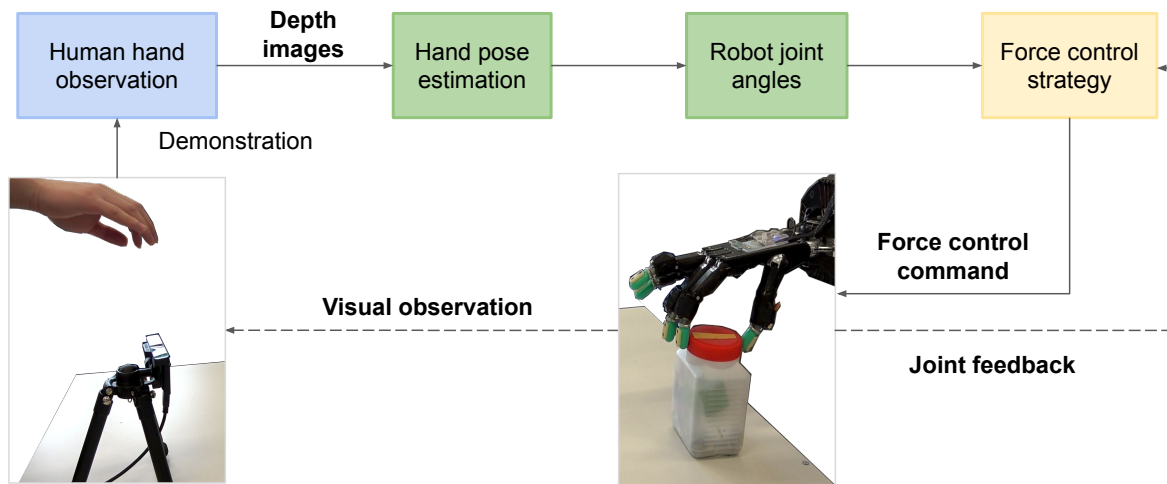 Human hand
observation
Depth
images
Hand pose
estimation
Robot joint
angles
Force control
strategy
Demonstration
Force control
command
Visual observation
Joint feedback